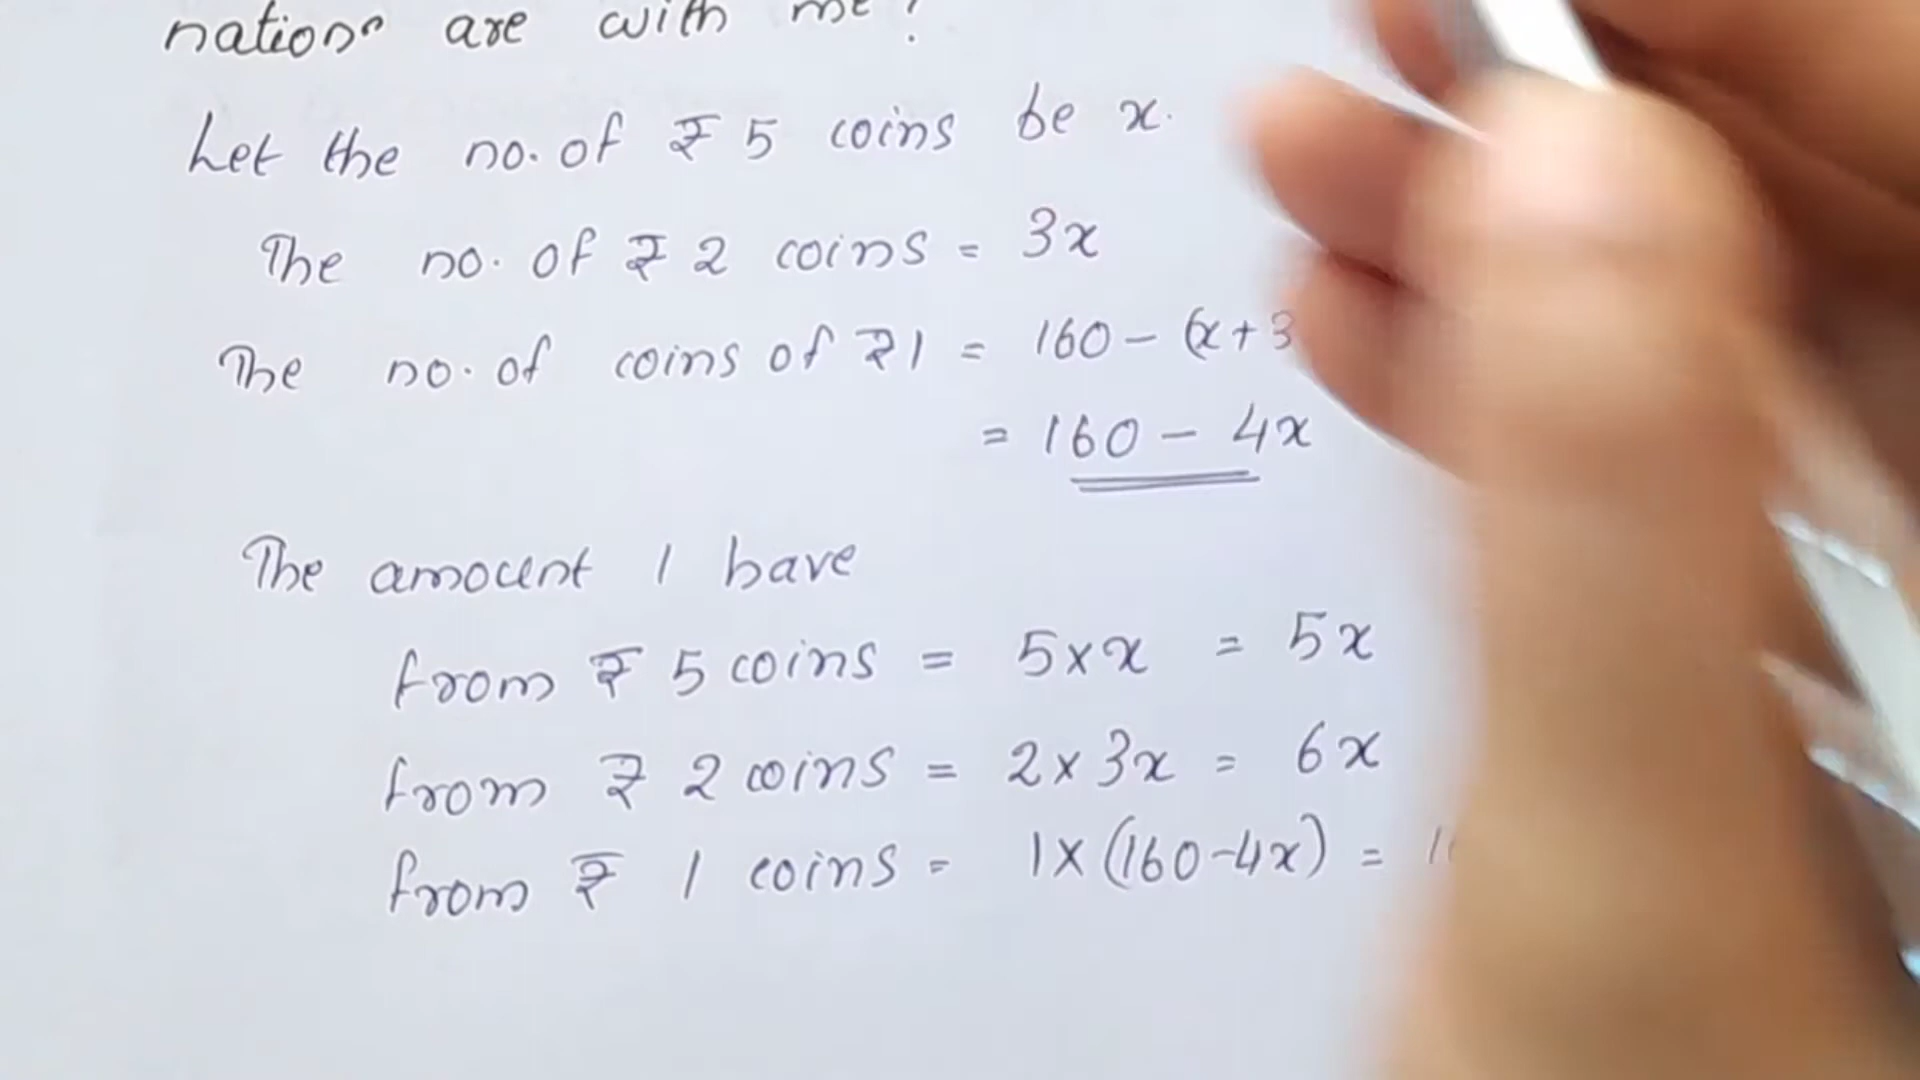 nations are with me?
Let the no. of ₹ 5 coins be x.
The no. of ₹ 2 coins = 3x
The no. of coins of ₹1 = 160 - (x + 3
= 160 - 4x
The amount I have
from ₹ 5 coins = 5 x x = 5x
from ₹ 2 coins = 2 x 3x = 6x
from ₹ 1 coins = 1 x (160-4x) =